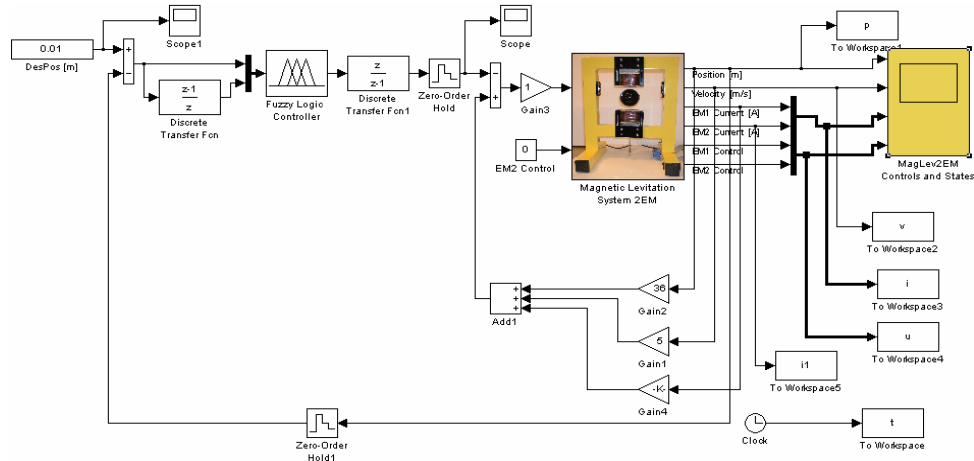 0.01
DesPos [m]
Scope1
z-1
z
Discrete
Transfer Fcn
Fuzzy Logic
Controller
z
z-1
Discrete
Transfer Fcn1
Zero-Order
Hold
Scope
1
Gain3
0
EM2 Control
Magnetic Levitation
System 2EM
Position [m]
Velocity [m/s]
EM1 Current [A]
EM2 Current [A]
EM1 Control
EM2 Control
p
To Workspace1
MagLev2EM
Controls and States
v
To Workspace2
i
To Workspace3
u
To Workspace4
i1
To Workspace5
+
+
+
Add1
36
Gain2
5
Gain1
-K-
Gain4
Zero-Order
Hold1
Clock
t
To Workspace